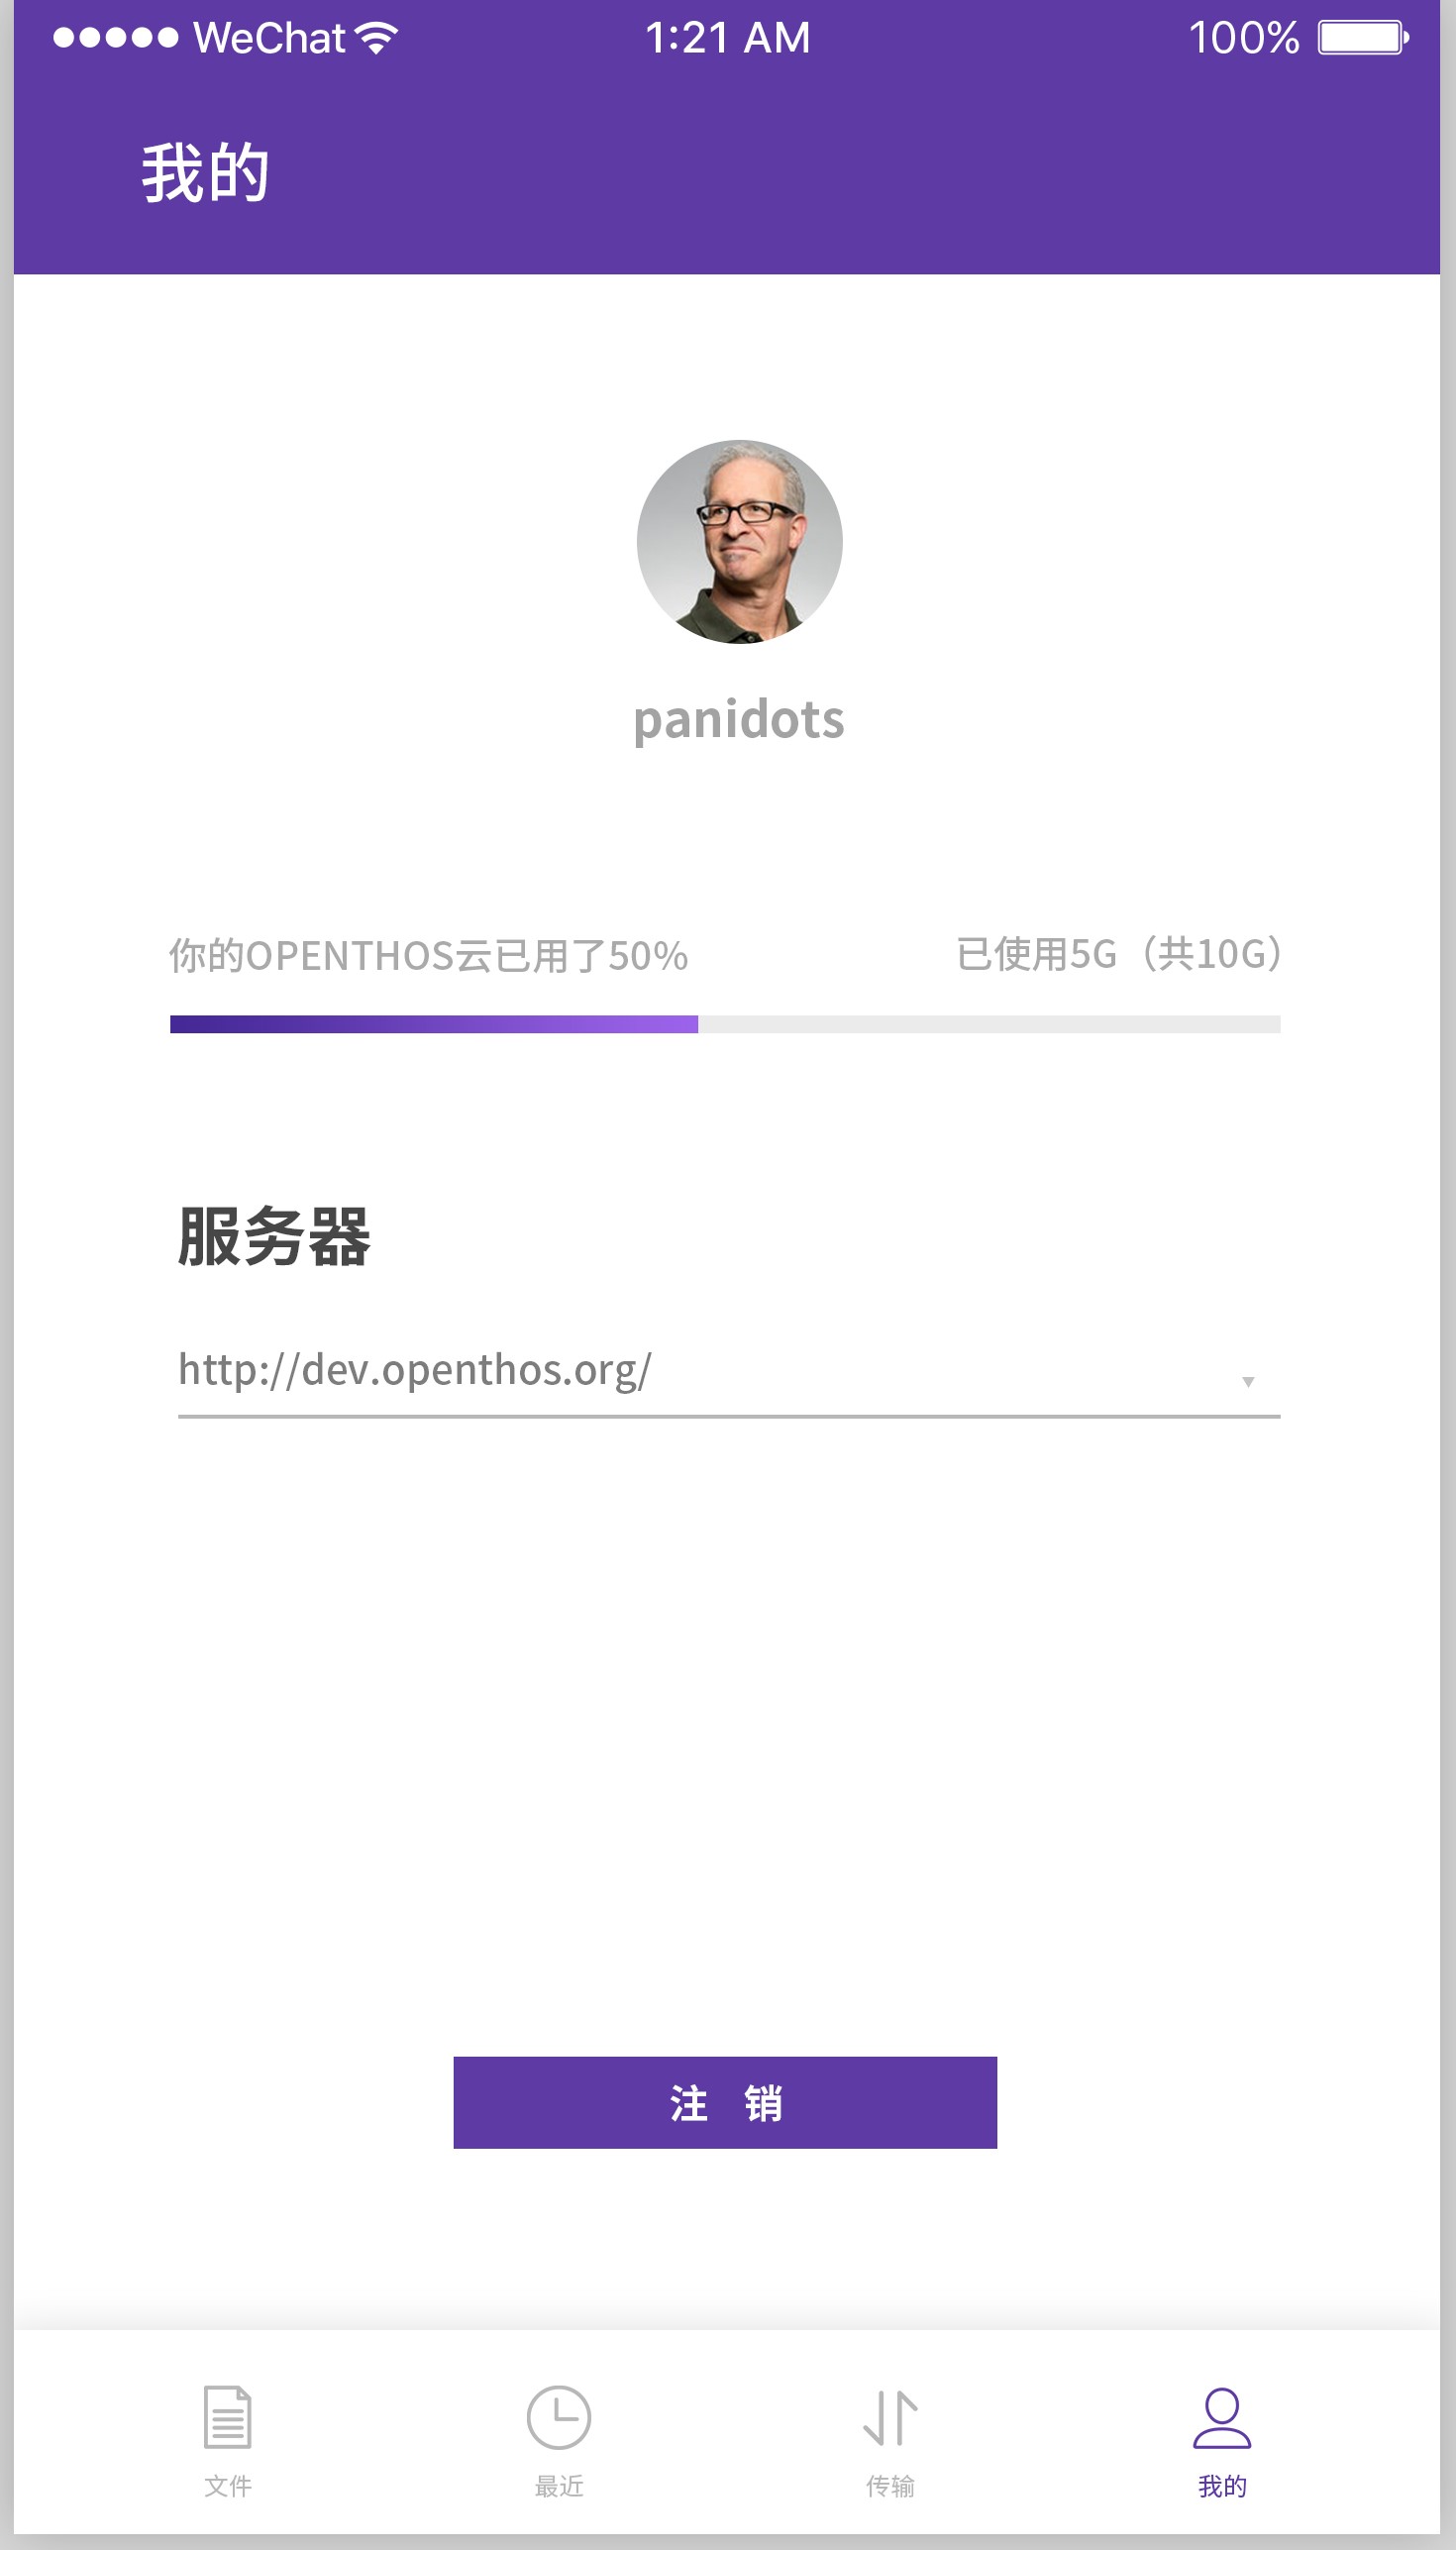 WeChat 1:21 AM 100%
我的
panidots
你的OPENTHOS云已用了50% 已使用5G（共10G）
服务器
http://dev.openthos.org/
注 销
文件 最近 传输 我的